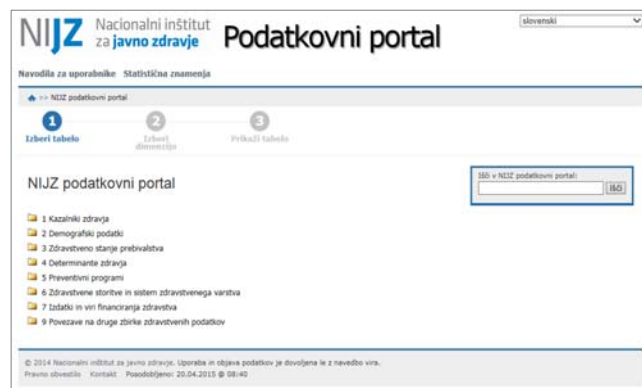 NIJZ Nacionalni inštitut za javno zdravje
Podatkovni portal
slovenski
Navodila za uporabnike Statistična znamenja
>> NIJZ podatkovni portal
1 2 3
Izberi tabelo Izberi dimenzijo Prikaži tabelo
NIJZ podatkovni portal
Išči v NIJZ podatkovni portal:
Išči
1 Kazalniki zdravja
2 Demografski podatki
3 Zdravstveno stanje prebivalstva
4 Determinante zdravja
5 Preventivni programi
6 Zdravstvene storitve in sistem zdravstvenega varstva
7 Izdatki in viri financiranja zdravstva
9 Povezave na druge zbirke zdravstvenih podatkov
© 2014 Nacionalni inštitut za javno zdravje. Uporaba in objava podatkov je dovoljena le z navedbo vira.
Pravno obvestilo Kontakt Posodobljeno: 20.04.2015 @ 08:40